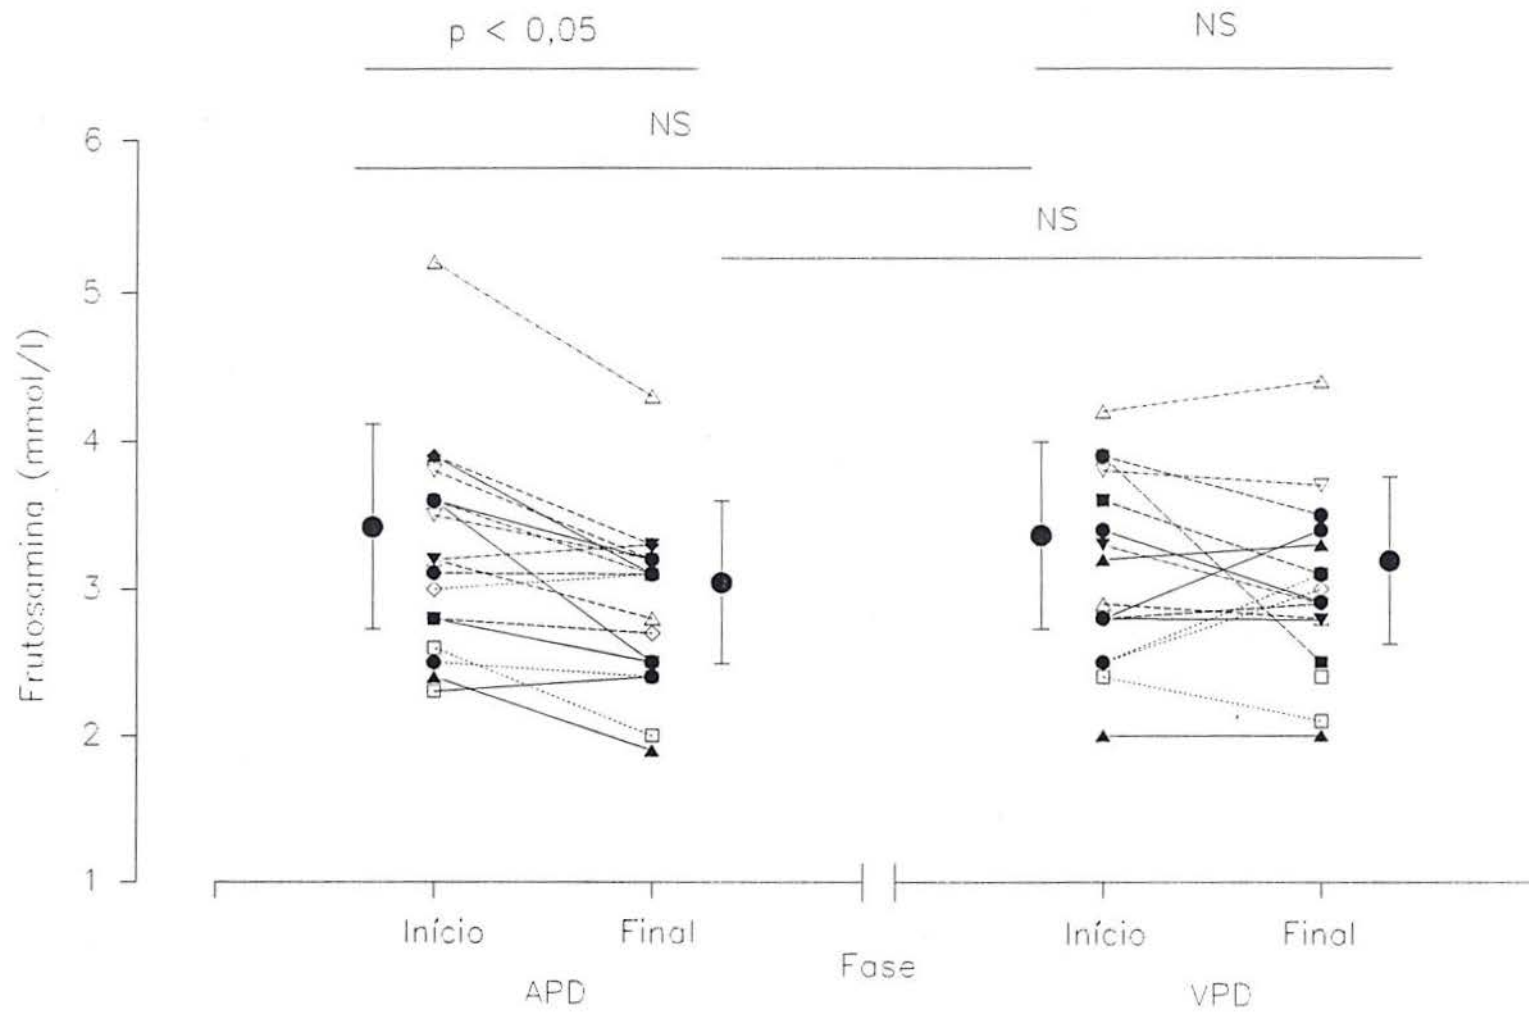 p < 0,05
NS
NS
NS
Frutosamina (mmol/l)
6
5
4
3
2
1
Início
Final
Início
Final
Fase
APD
VPD